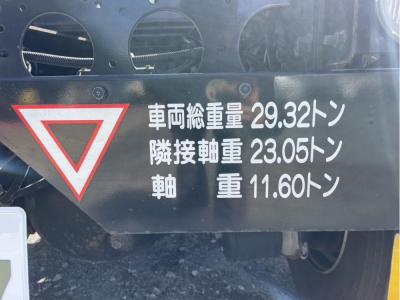 車両総重量 29.32トン
隣接軸重 23.05トン
軸 重 11.60トン